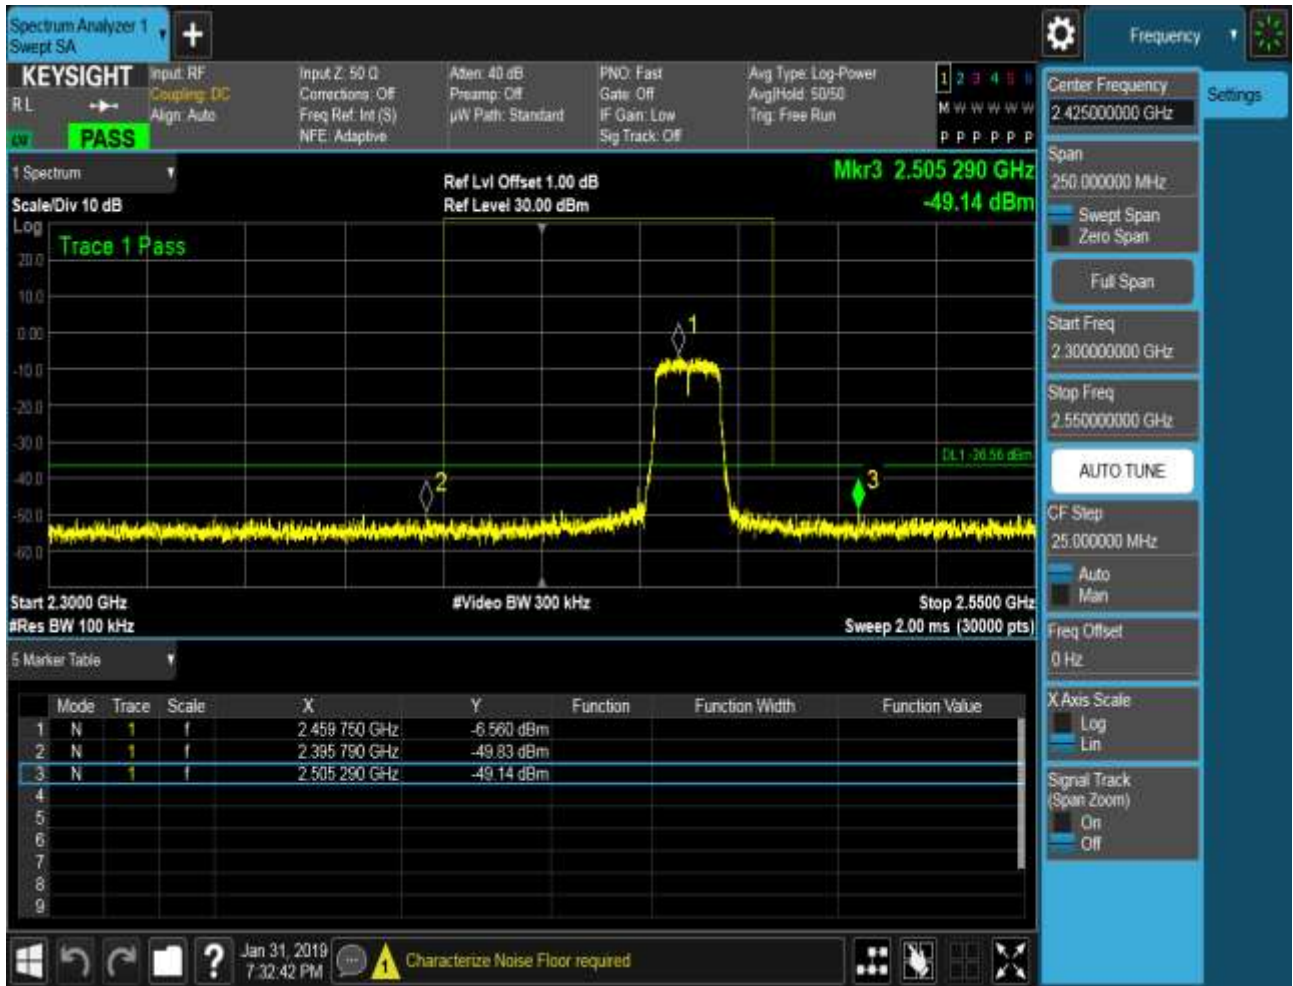 Spectrum Analyzer 1
Swept SA
+
Frequency
KEYSIGHT
R L
PASS
Input: RF
Coupling: DC
Align: Auto
Input Z: 50 Ω
Corrections: Off
Freq Ref: Int (S)
NFE: Adaptive
Atten: 40 dB
Preamp: Off
µW Path: Standard
PNO: Fast
Gate: Off
IF Gain: Low
Sig Track: Off
Avg Type: Log-Power
Avg|Hold: 50/50
Trig: Free Run
1 2 3 4 5 6
M W W W W W
P P P P P P
1 Spectrum
Scale/Div 10 dB
Ref Lvl Offset 1.00 dB
Ref Level 30.00 dBm
Mkr3 2.505 290 GHz
-49.14 dBm
Log
Trace 1 Pass
20.0
10.0
0.00
-10.0
-20.0
-30.0
-40.0
-50.0
-60.0
1
2
3
DL1 -36.56 dBm
Start 2.3000 GHz
#Video BW 300 kHz
Stop 2.5500 GHz
#Res BW 100 kHz
Sweep 2.00 ms (30000 pts)
5 Marker Table
Mode Trace Scale X Y Function Function Width Function Value
1 N 1 f 2.459 750 GHz -6.560 dBm
2 N 1 f 2.395 790 GHz -49.83 dBm
3 N 1 f 2.505 290 GHz -49.14 dBm
4
5
6
7
8
9
Center Frequency
2.425000000 GHz
Settings
Span
250.000000 MHz
Swept Span
Zero Span
Full Span
Start Freq
2.300000000 GHz
Stop Freq
2.550000000 GHz
AUTO TUNE
CF Step
25.000000 MHz
Auto
Man
Freq Offset
0 Hz
X Axis Scale
Log
Lin
Signal Track
(Span Zoom)
On
Off
?
Jan 31, 2019
7:32:42 PM
1
Characterize Noise Floor required